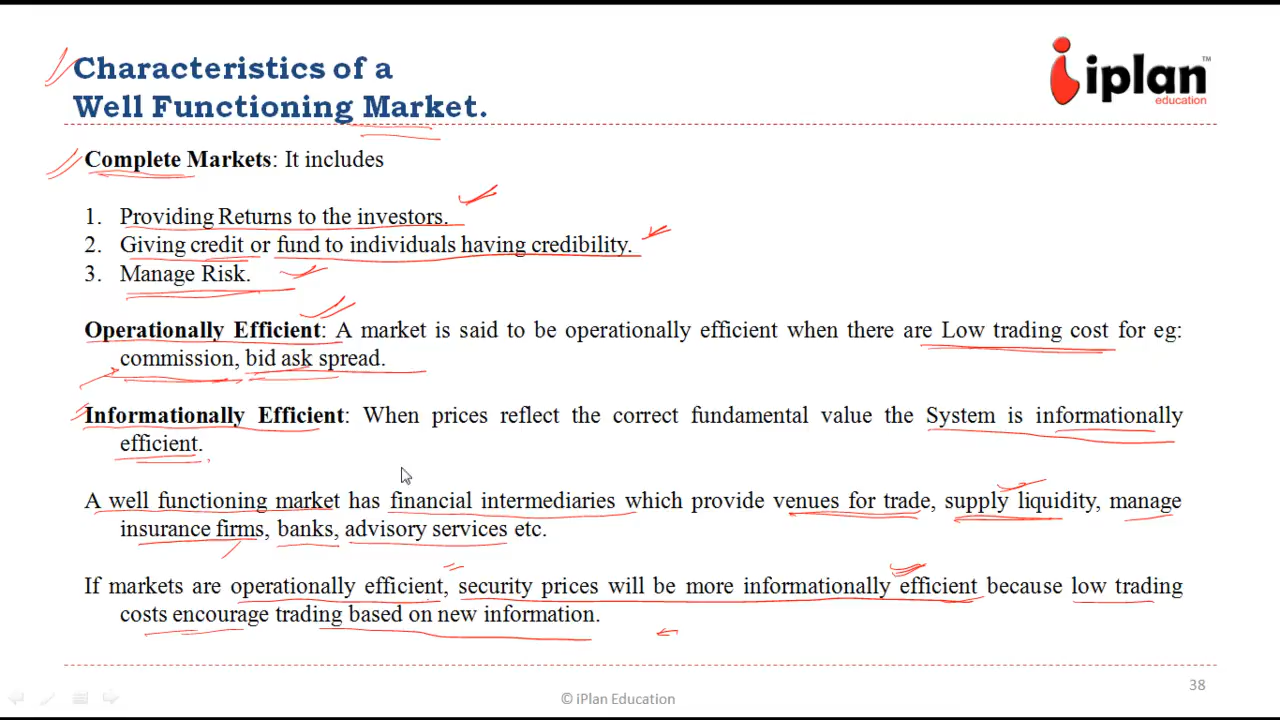 Characteristics of a
Well Functioning Market.
iplan™
education
Complete Markets: It includes
1. Providing Returns to the investors.
2. Giving credit or fund to individuals having credibility.
3. Manage Risk.
Operationally Efficient: A market is said to be operationally efficient when there are Low trading cost for eg:
commission, bid ask spread.
Informationally Efficient: When prices reflect the correct fundamental value the System is informationally
efficient.
A well functioning market has financial intermediaries which provide venues for trade, supply liquidity, manage
insurance firms, banks, advisory services etc.
If markets are operationally efficient, security prices will be more informationally efficient because low trading
costs encourage trading based on new information.
© iPlan Education
38